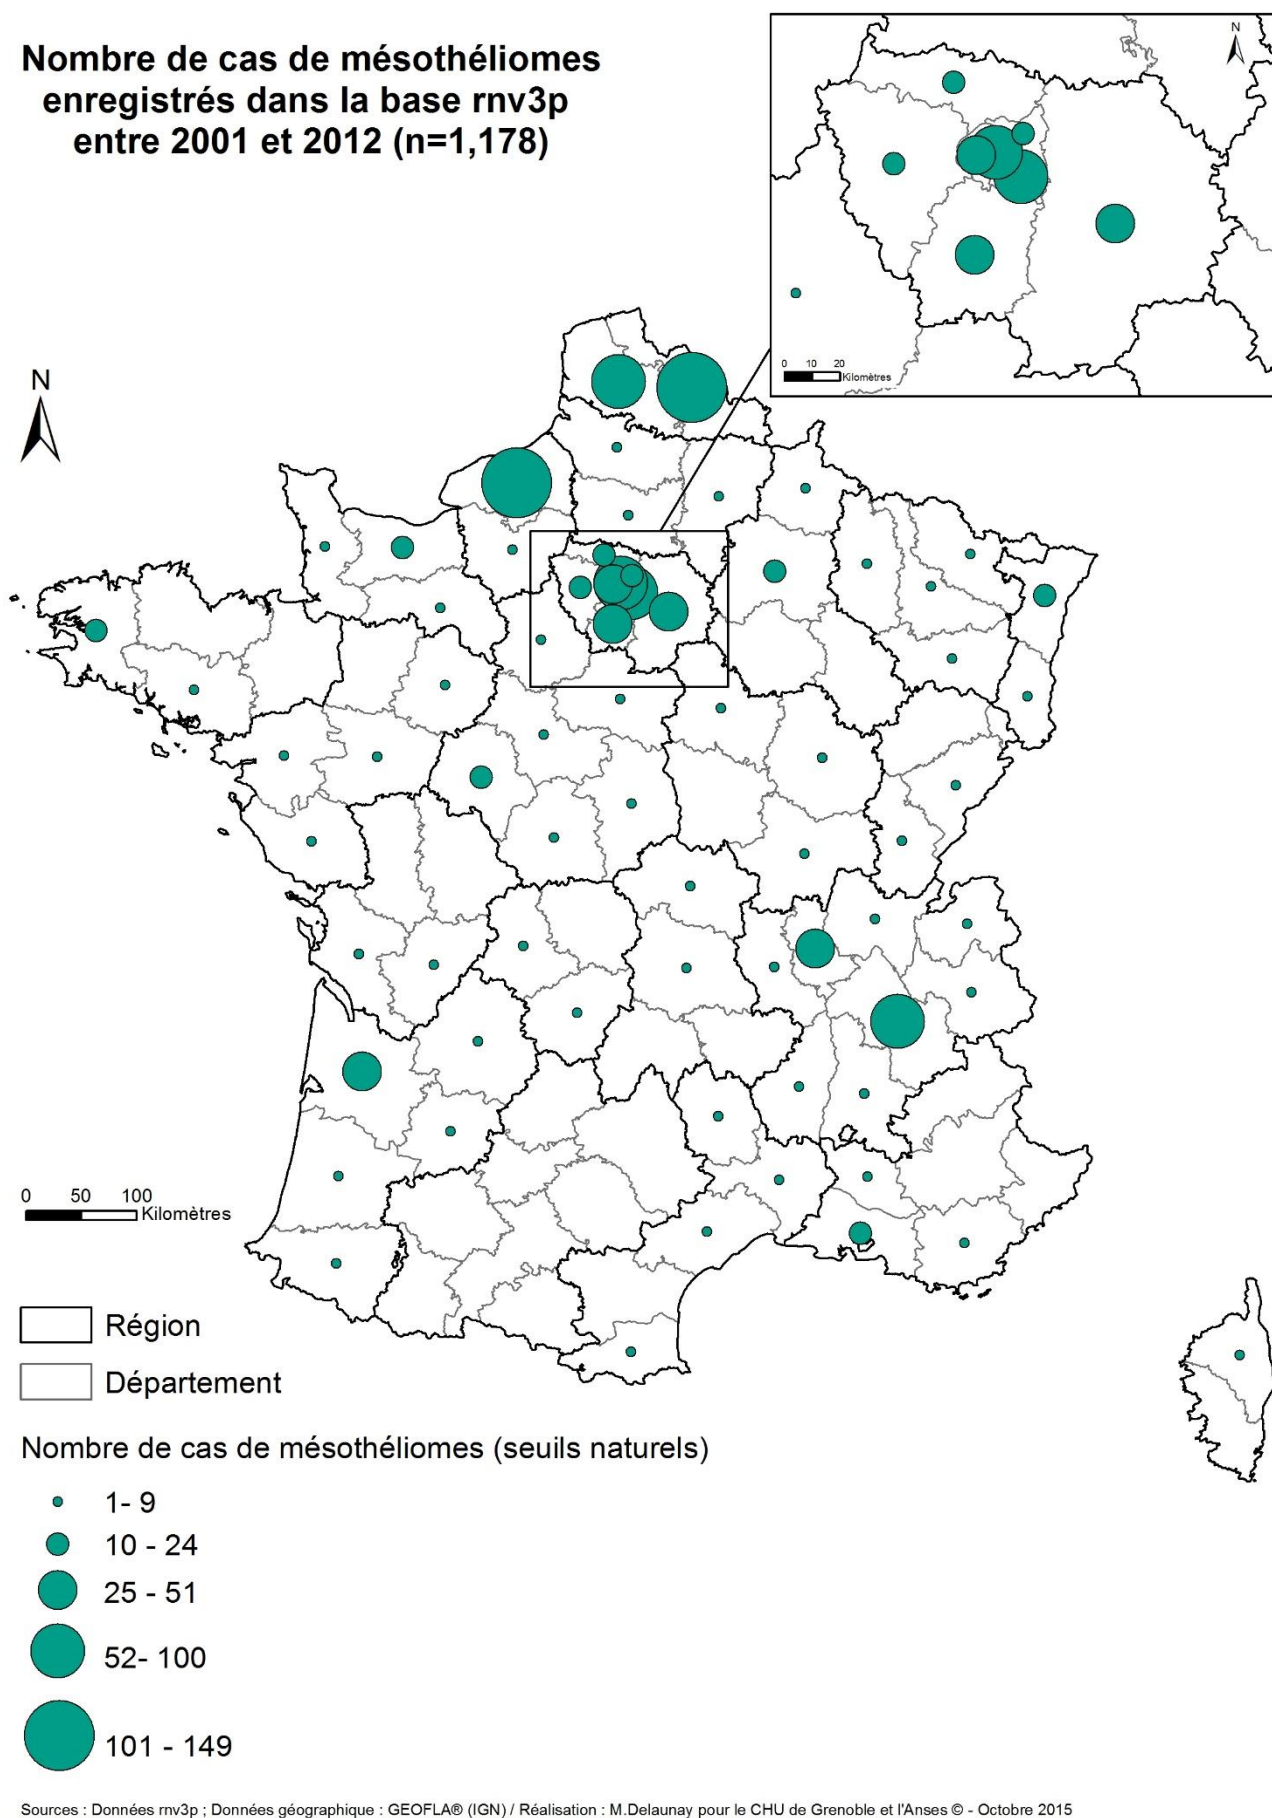 Nombre de cas de mésothéliomes
enregistrés dans la base rnv3p
entre 2001 et 2012 (n=1,178)
N
0 10 20
Kilomètres
N
0 50 100
Kilomètres
Région
Département
Nombre de cas de mésothéliomes (seuils naturels)
1- 9
10 - 24
25 - 51
52- 100
101 - 149
Sources : Données rnv3p ; Données géographique : GEOFLA® (IGN) / Réalisation : M.Delaunay pour le CHU de Grenoble et l'Anses © - Octobre 2015